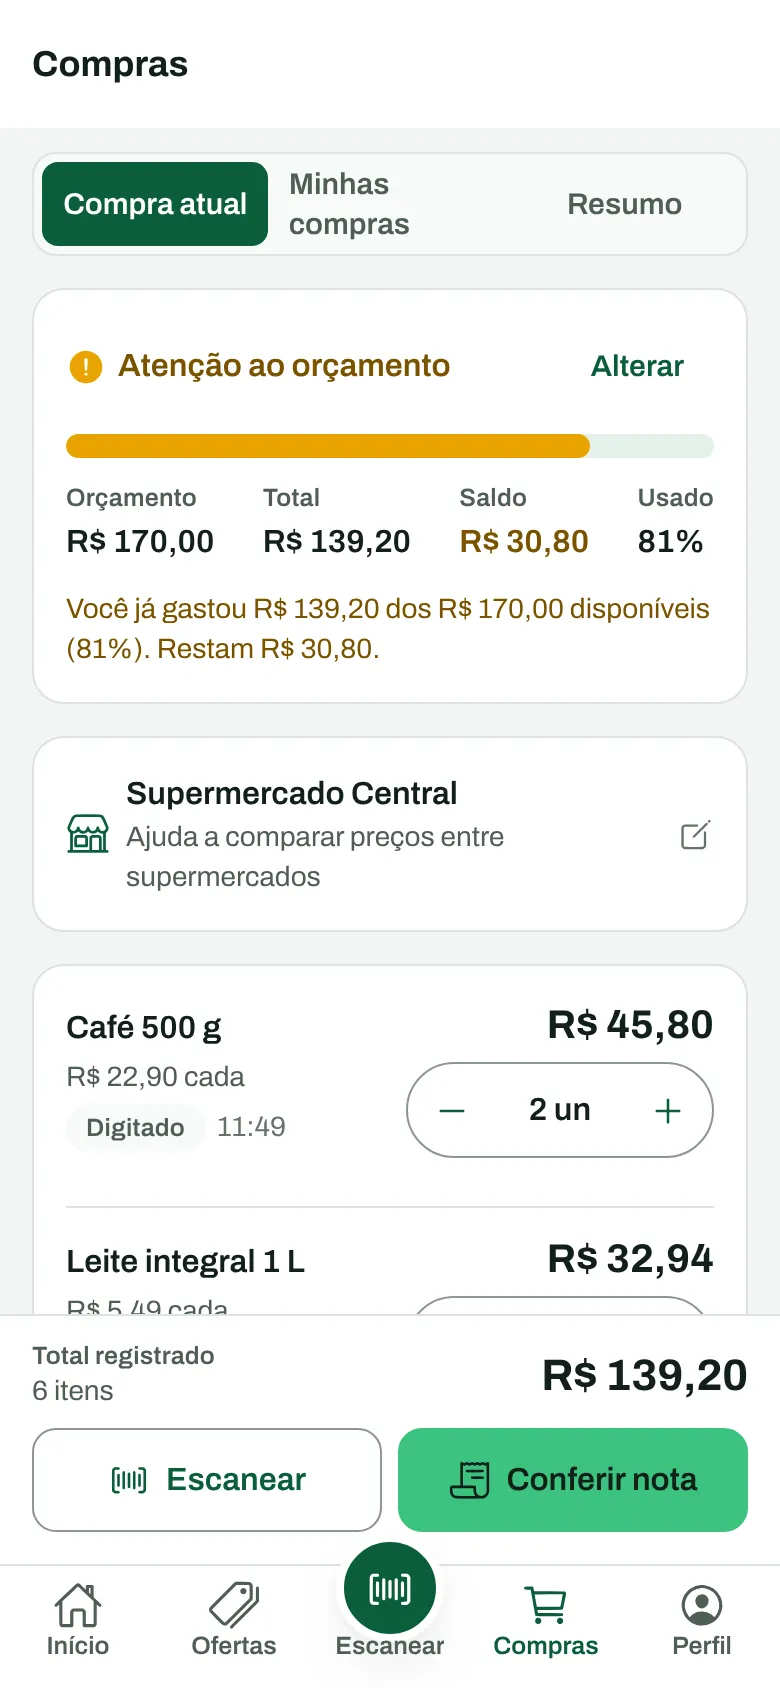 Compras
Compra atual
Minhas
compras
Resumo
Atenção ao orçamento
Alterar
Orçamento Total Saldo Usado
R$ 170,00 R$ 139,20 R$ 30,80 81%
Você já gastou R$ 139,20 dos R$ 170,00 disponíveis
(81%). Restam R$ 30,80.
Supermercado Central
Ajuda a comparar preços entre
supermercados
Café 500 g R$ 45,80
R$ 22,90 cada
2 un
Digitado 11:49
Leite integral 1 L R$ 32,94
R$ 5,49 cada
Total registrado
6 itens
R$ 139,20
Escanear
Conferir nota
Início Ofertas Escanear Compras Perfil